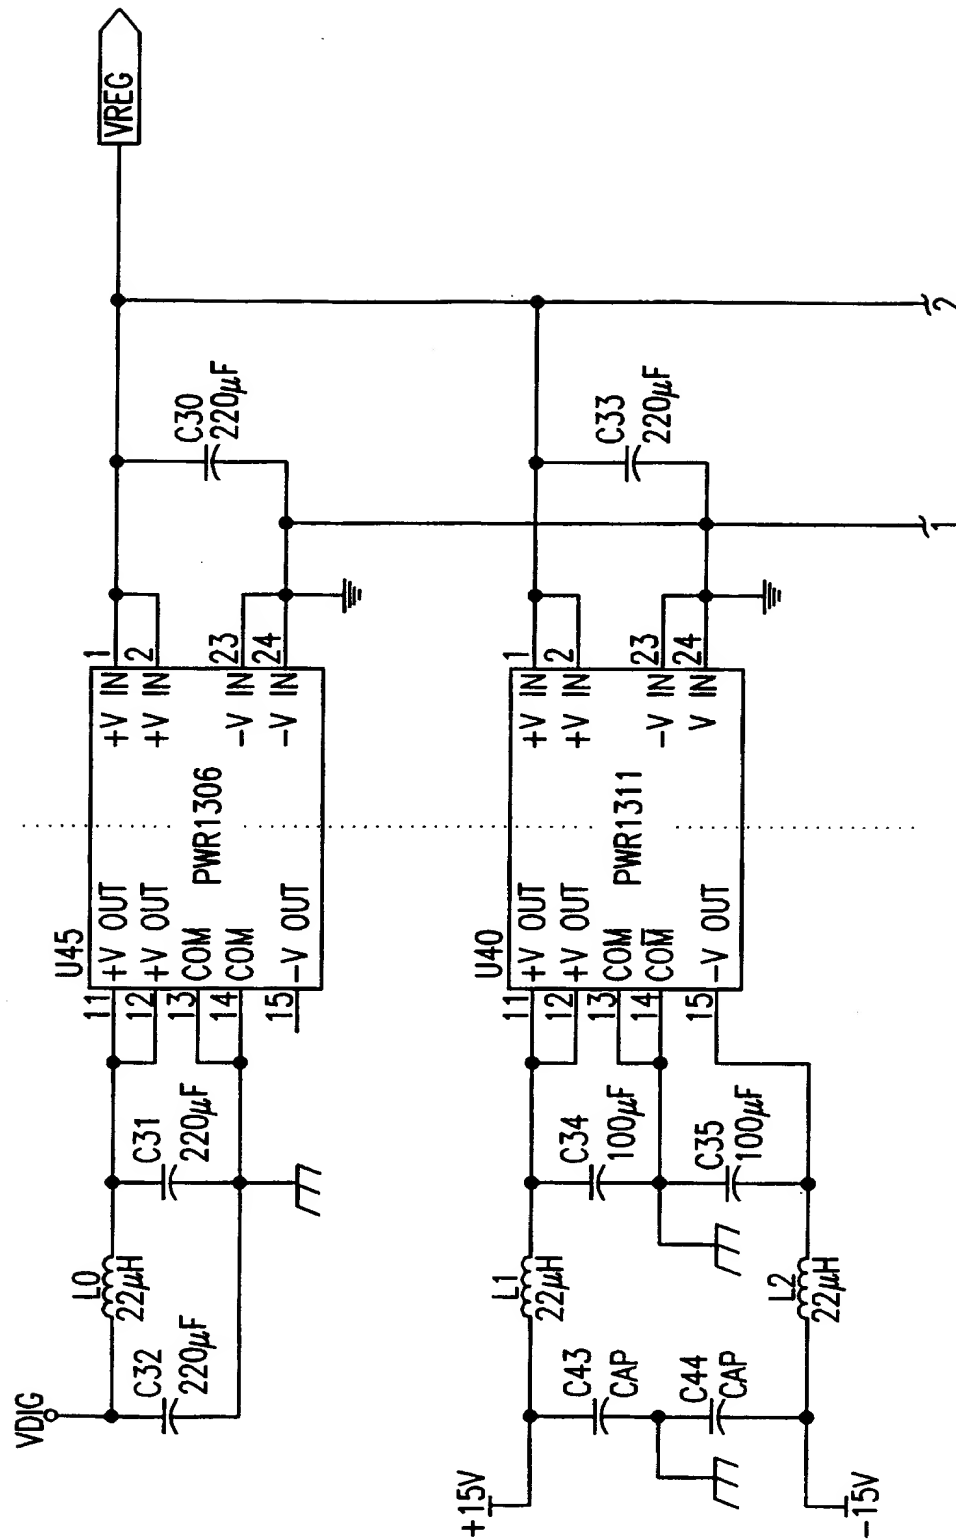 VREG
C30
220µF
C33
220µF
2
1
1
2
23
24
+V IN
+V IN
-V IN
-V IN
PWR1306
U45
+V OUT
+V OUT
COM
COM
-V OUT
11
12
13
14
15
C31
220µF
L0
22µH
C32
220µF
VDIG
1
2
23
24
+V IN
+V IN
-V IN
V IN
PWR1311
U40
+V OUT
+V OUT
COM
COM
-V OUT
11
12
13
14
15
C34
100µF
C35
100µF
L1
22µH
L2
22µH
C43
CAP
C44
CAP
+15V
-15V